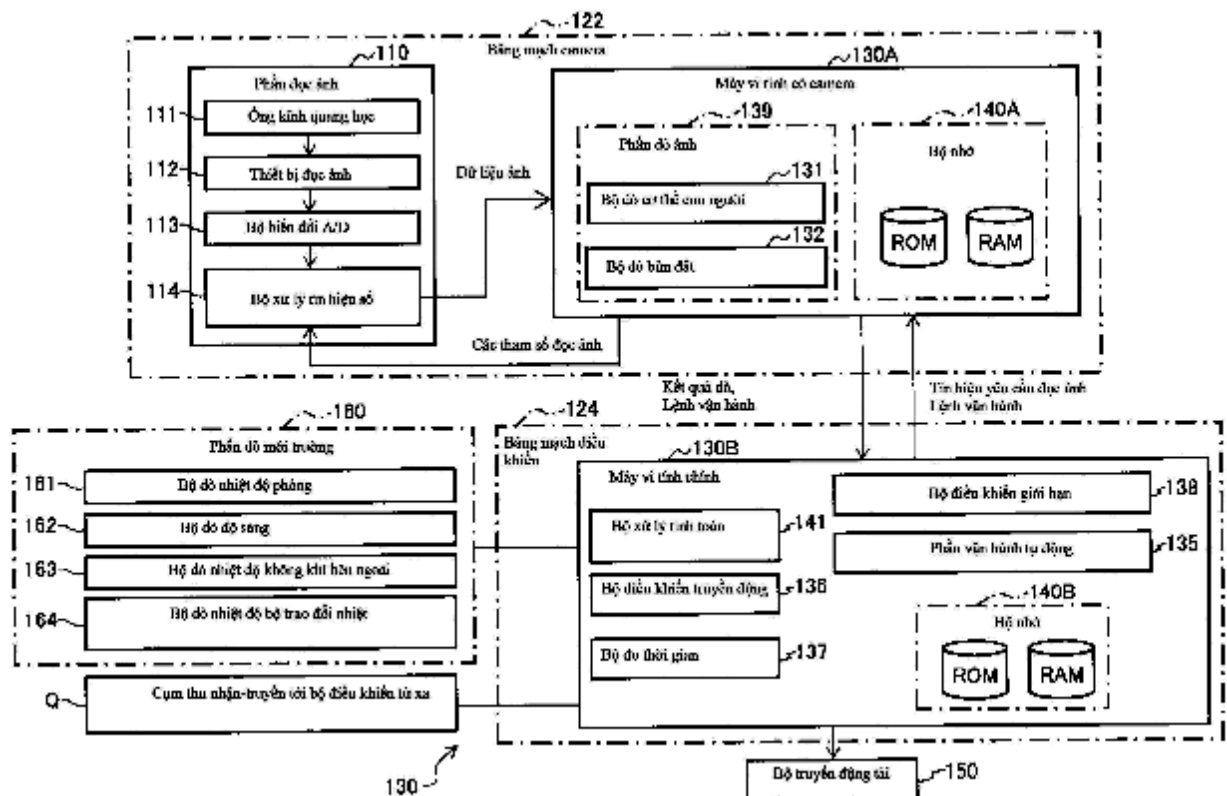 122
Bảng mạch camera
110
Phần đọc ảnh
111
Ống kính quang học
112
Thiết bị đọc ảnh
113
Bộ biến đổi A/D
114
Bộ xử lý tín hiệu số
Dữ liệu ảnh
Các tham số đọc ảnh
130A
Máy vi tính có camera
139
Phần dò ảnh
131
Bộ dò cơ thể con người
132
Bộ dò bùn đất
140A
Bộ nhớ
ROM
RAM
Kết quả dò,
Lệnh vận hành
Tín hiệu yêu cầu đọc ảnh
Lệnh vận hành
160
Phần dò môi trường
161
Bộ dò nhiệt độ phòng
162
Bộ dò độ sáng
163
Bộ dò nhiệt độ không khí bên ngoài
164
Bộ dò nhiệt độ bộ trao đổi nhiệt
Q
Cụm thu nhận-truyền tới bộ điều khiển từ xa
130
124
Bảng mạch điều
khiển
130B
Máy vi tính chính
Bộ xử lý tính toán
141
Bộ điều khiển truyền động
136
Bộ đo thời gian
137
Bộ điều khiển giới hạn
138
Phần vận hành tự động
135
140B
Bộ nhớ
ROM
RAM
Bộ truyền động tải
150